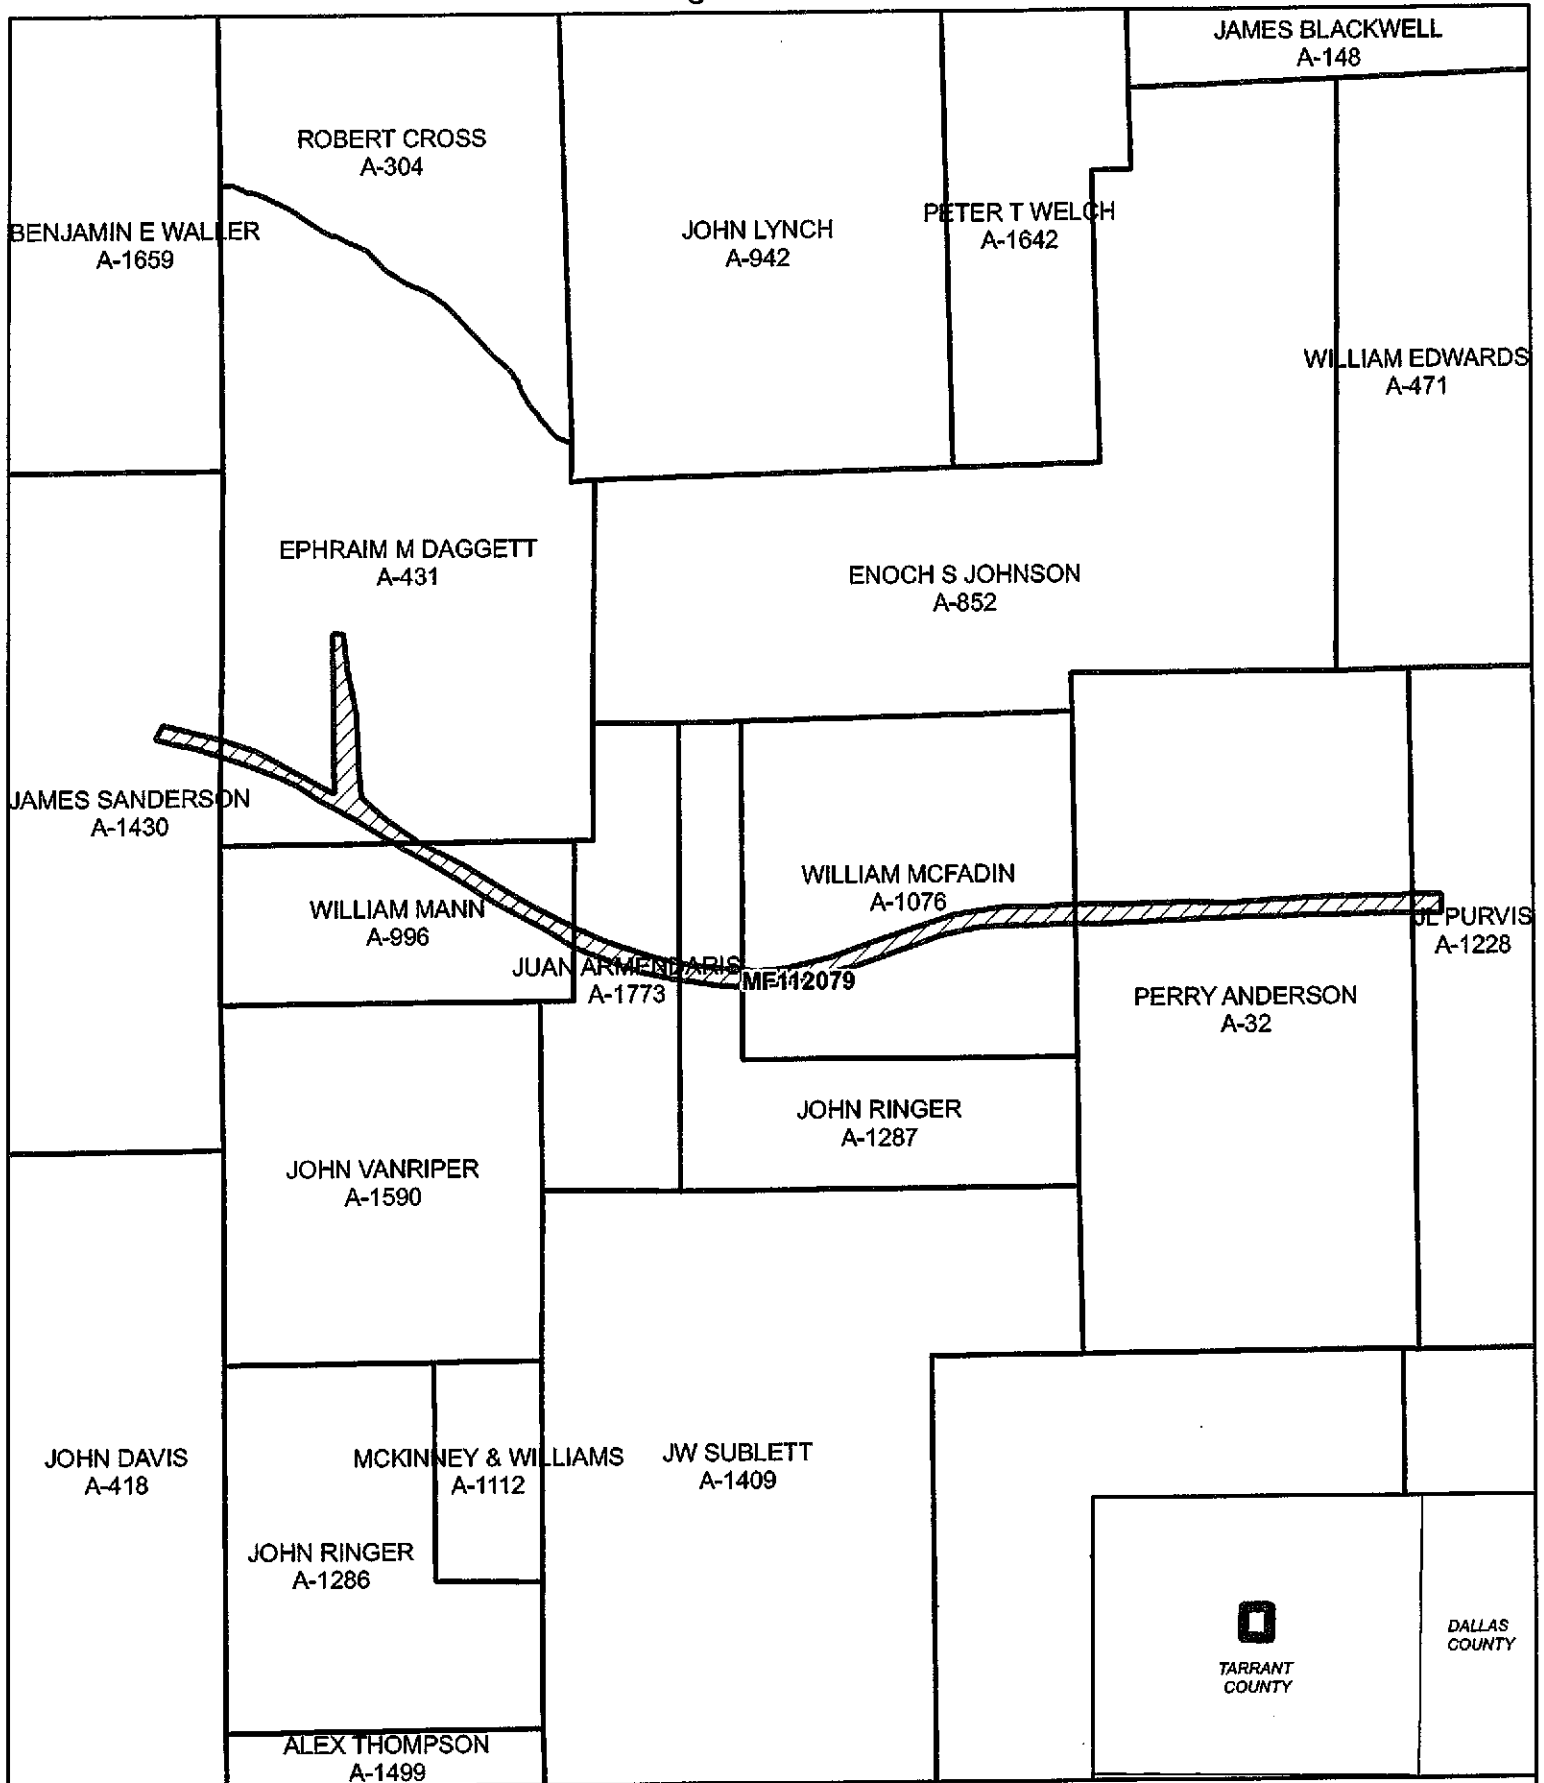 JAMES BLACKWELL
A-148
ROBERT CROSS
A-304
BENJAMIN E WALLER
A-1659
JOHN LYNCH
A-942
PETER T WELCH
A-1642
WILLIAM EDWARDS
A-471
EPHRAIM M DAGGETT
A-431
ENOCH S JOHNSON
A-852
JAMES SANDERSON
A-1430
WILLIAM MANN
A-996
JUAN ARMENDARIS
A-1773
WILLIAM MCFADIN
A-1076
MF112079
JL PURVIS
A-1228
PERRY ANDERSON
A-32
JOHN RINGER
A-1287
JOHN VANRIPER
A-1590
JOHN DAVIS
A-418
MCKINNEY & WILLIAMS
A-1112
JW SUBLETT
A-1409
JOHN RINGER
A-1286
ALEX THOMPSON
A-1499
TARRANT
COUNTY
DALLAS
COUNTY